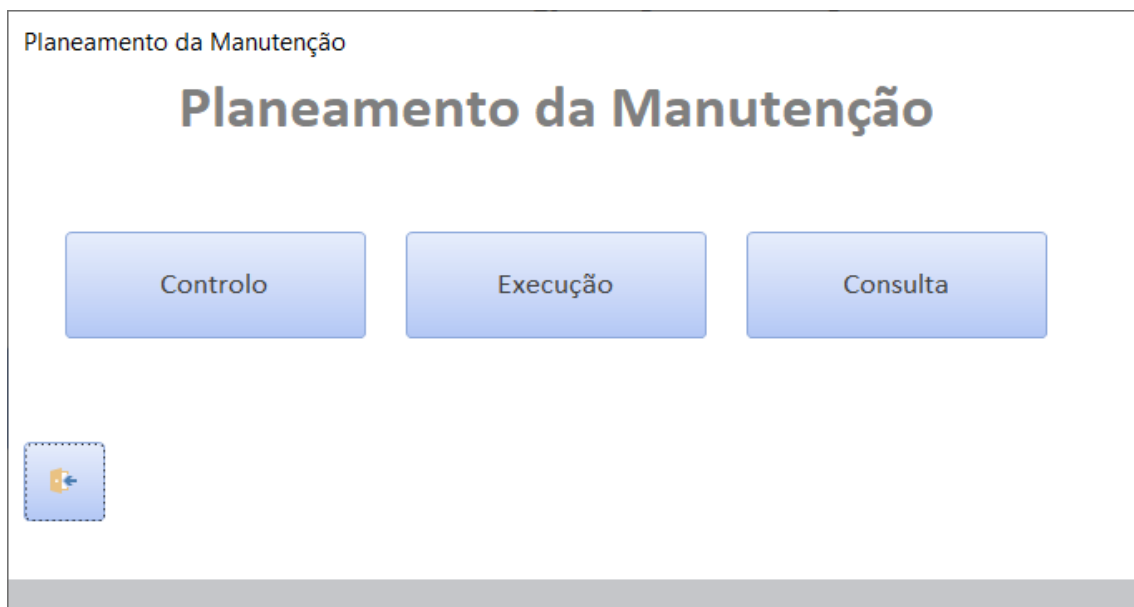 Planeamento da Manutenção
Planeamento da Manutenção
Controlo
Execução
Consulta